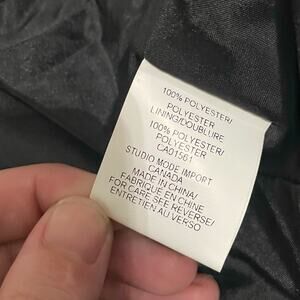 100% POLYESTER/
POLYESTER
LINING/DOUBLURE
100% POLYESTER/
POLYESTER
CA01561
STUDIO MODE IMPORT
CANADA
MADE IN CHINA/
FABRIQUE EN CHINE
FOR CARE SEE REVERSE/
ENTRETIEN AU VERSO